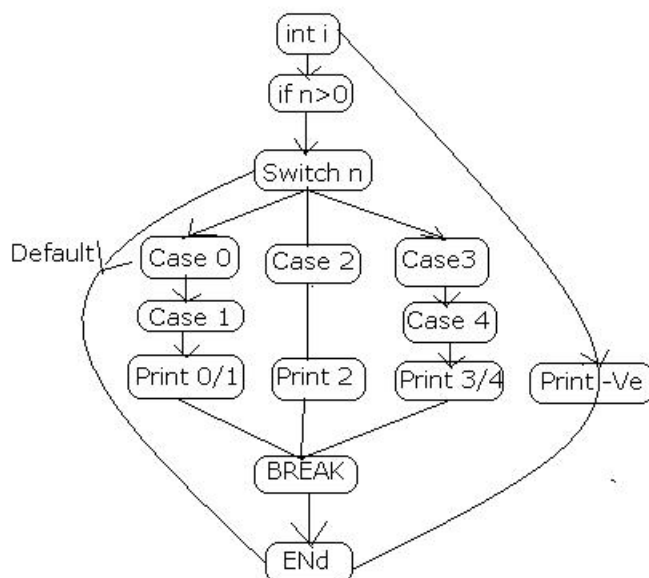 int i
if n>0
Switch n
Default
Case 0
Case 2
Case3
Case 1
Case 4
Print 0/1
Print 2
Print 3/4
Print -Ve
BREAK
ENd